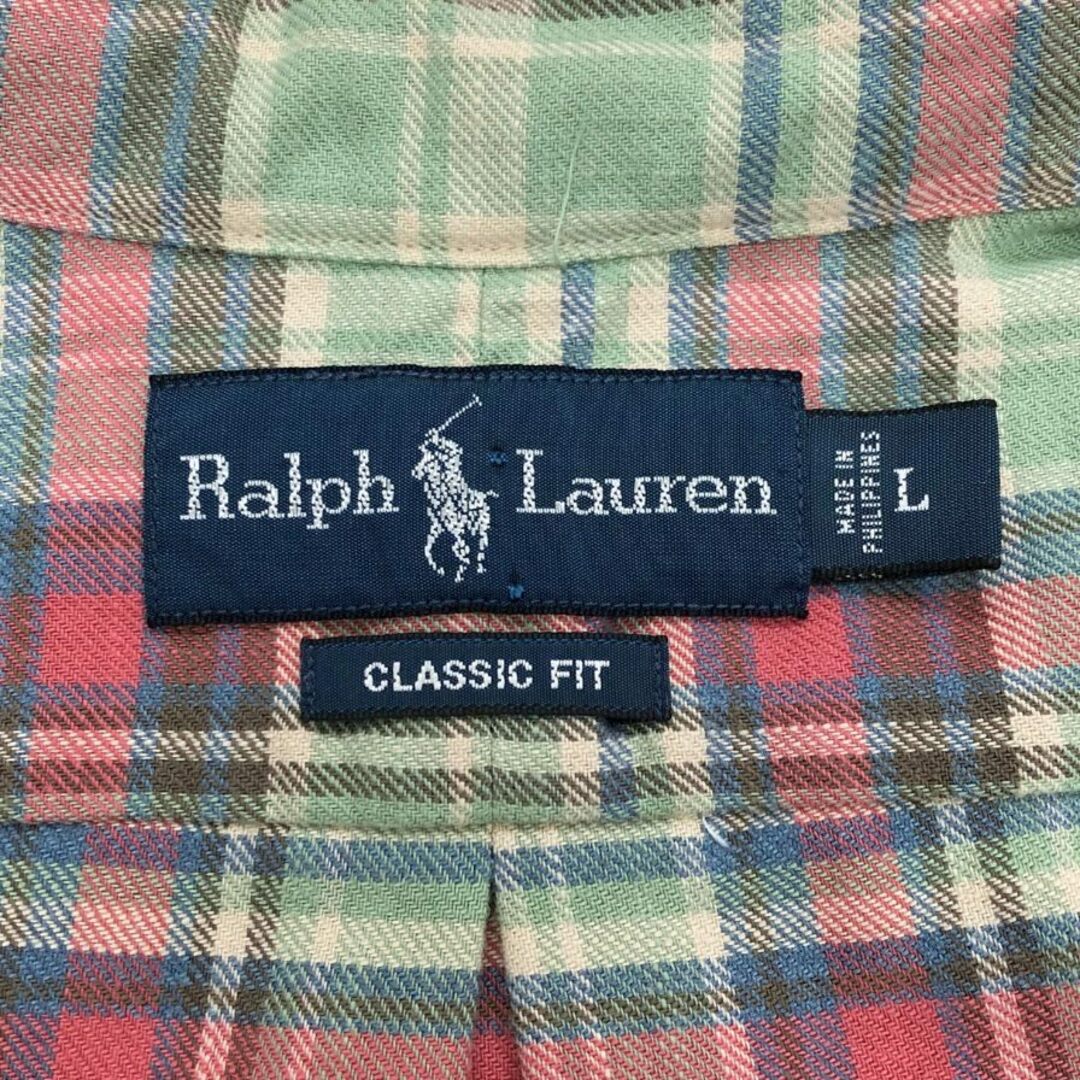 Ralph Lauren
MADE IN
PHILIPPINES
L
CLASSIC FIT